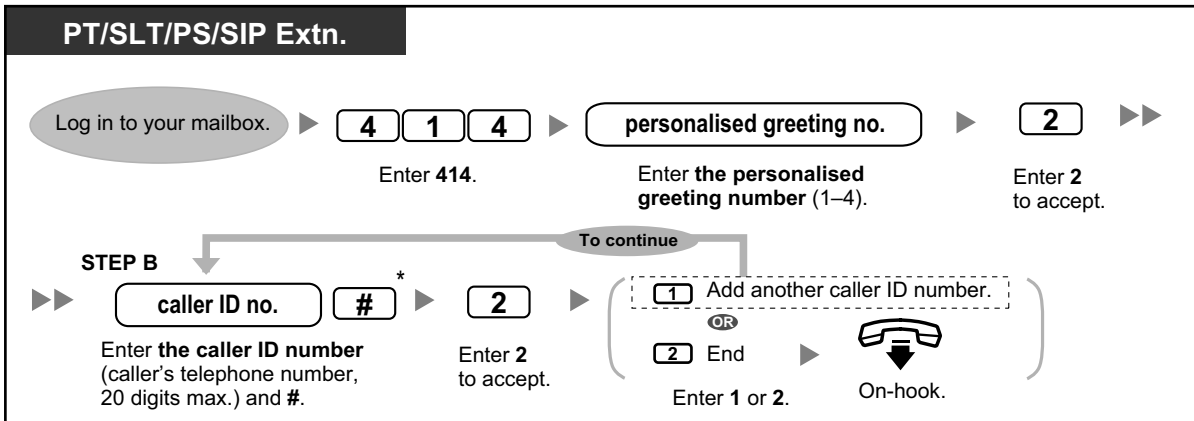 PT/SLT/PS/SIP Extn.
Log in to your mailbox.
4 1 4
Enter 414.
personalised greeting no.
Enter the personalised
greeting number (1–4).
2
Enter 2
to accept.
To continue
STEP B
caller ID no. # *
Enter the caller ID number
(caller's telephone number,
20 digits max.) and #.
2
Enter 2
to accept.
1 Add another caller ID number.
OR
2 End
Enter 1 or 2.
On-hook.